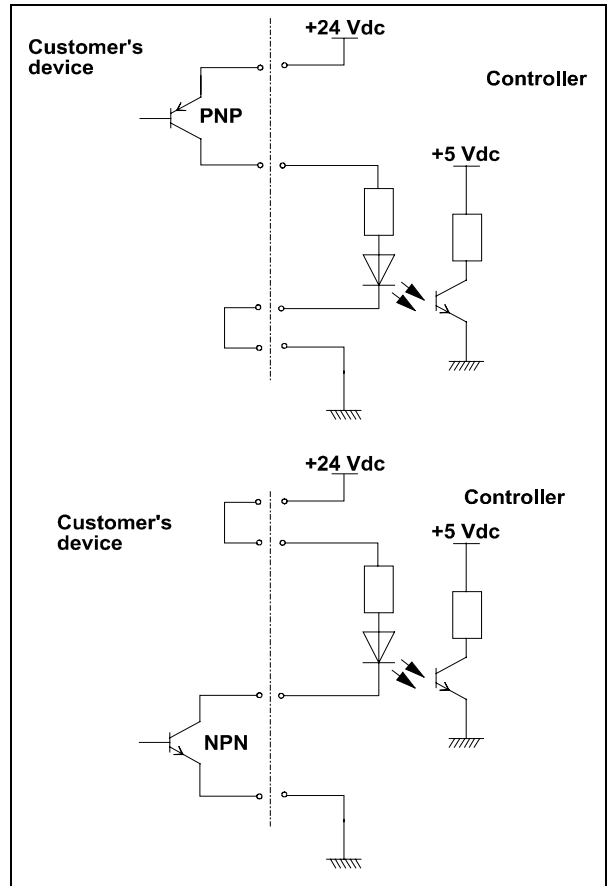 +24 Vdc
Customer's
device
Controller
PNP
+5 Vdc
+24 Vdc
Controller
Customer's
device
+5 Vdc
NPN